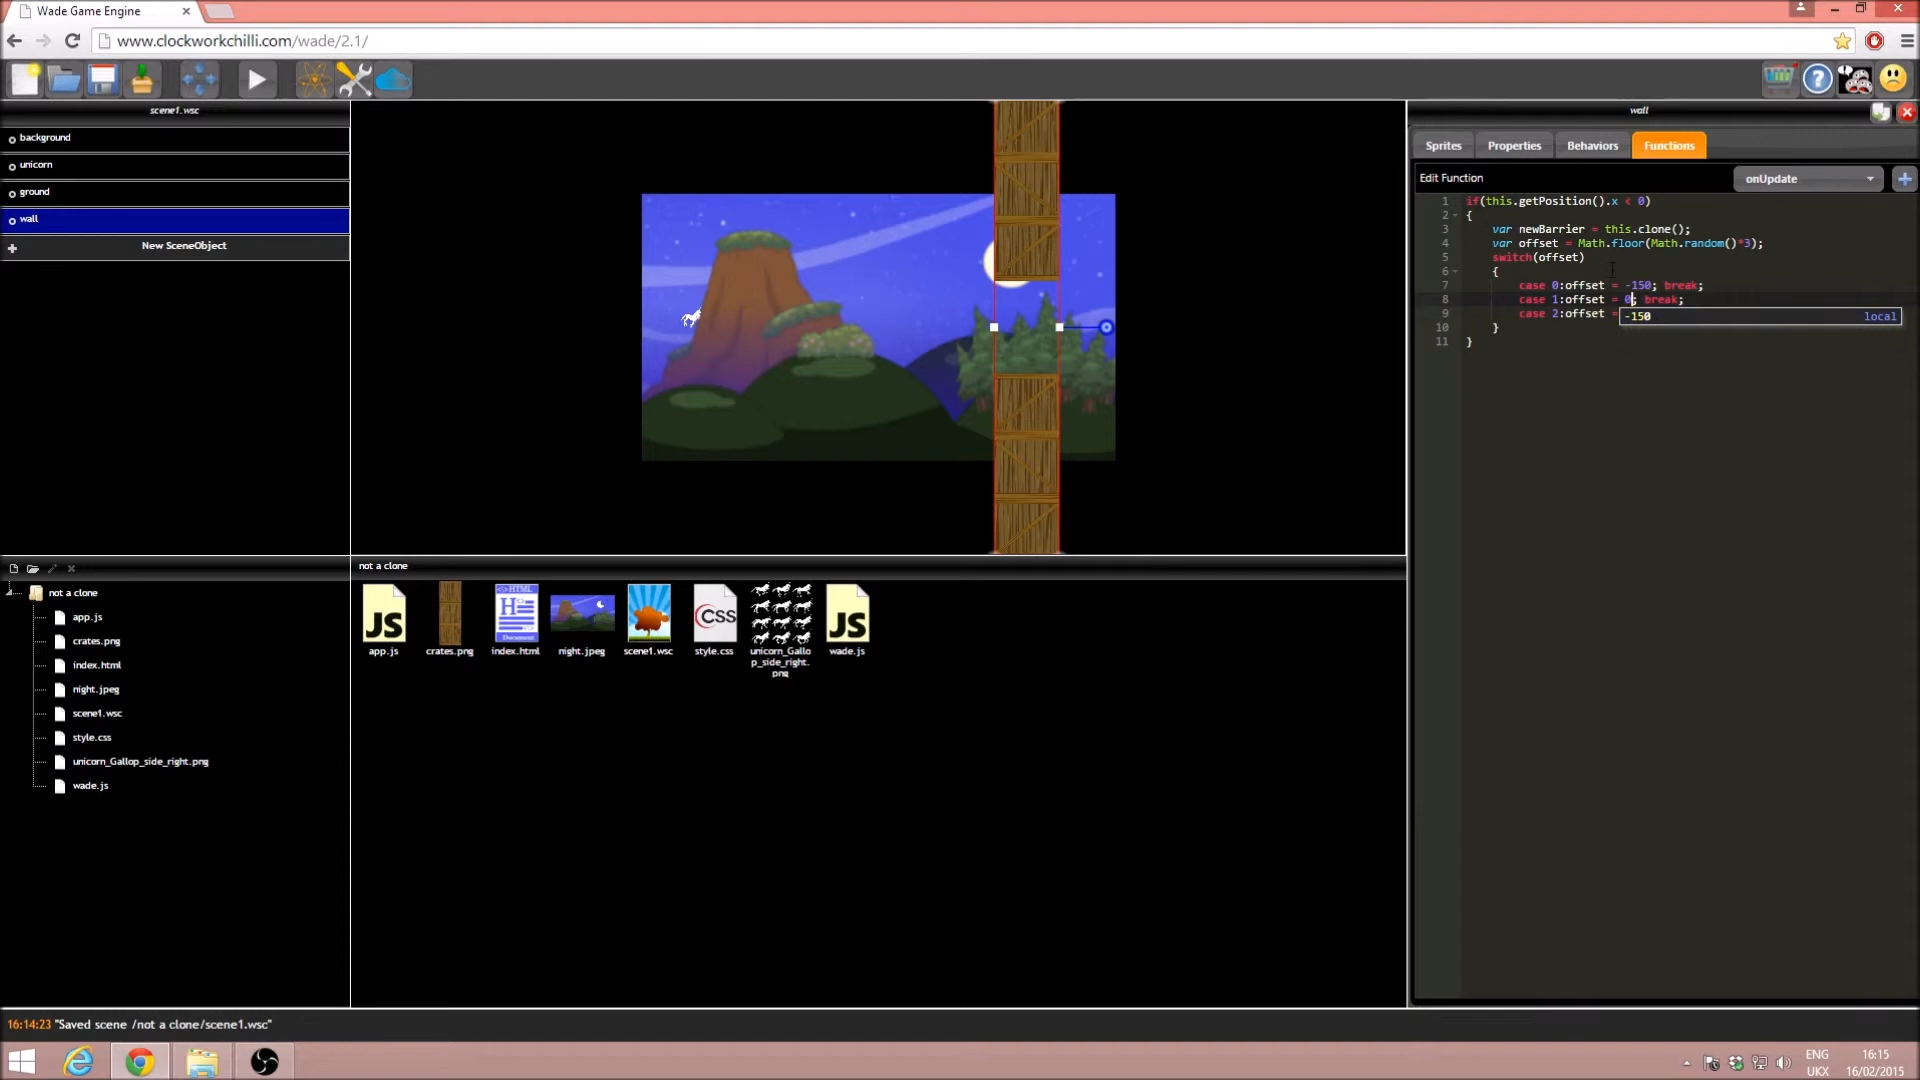 Wade Game Engine
www.clockworkchilli.com/wade/2.1/
scene1.wsc
background
unicorn
ground
wall
New SceneObject
wall
Sprites
Properties
Behaviors
Functions
Edit Function
onUpdate
1 if(this.getPosition().x < 0)
2 {
3 var newBarrier = this.clone();
4 var offset = Math.floor(Math.random()*3);
5 switch(offset)
6 {
7 case 0:offset = -150; break;
8 case 1:offset = 0; break;
9 case 2:offset =
-150 local
10 }
11 }
not a clone
app.js
crates.png
index.html
night.jpeg
scene1.wsc
style.css
unicorn_Gallop_side_right.png
wade.js
not a clone
JS
<HTML>
H
Document
CSS
JS
app.js
crates.png
index.html
night.jpeg
scene1.wsc
style.css
unicorn_Gallo
p_side_right.
png
wade.js
16:14:23 "Saved scene /not a clone/scene1.wsc"
ENG
UKX
16:15
16/02/2015